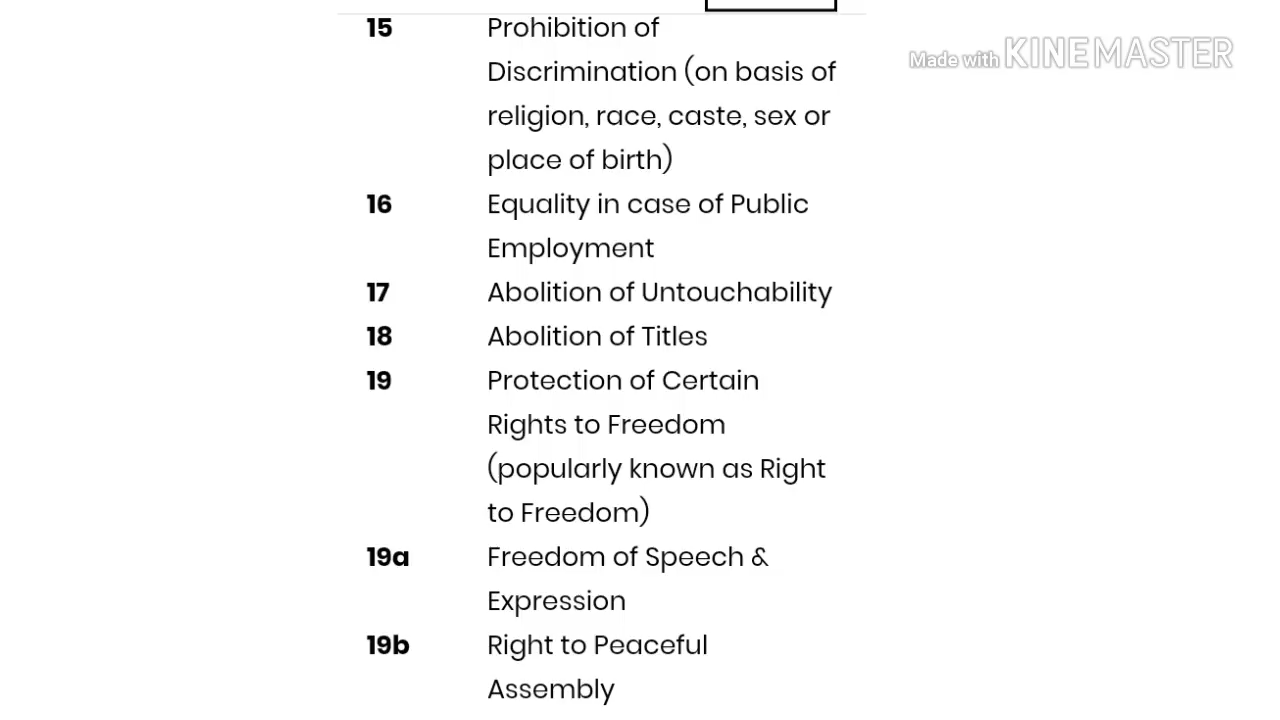 Made with KINEMASTER
15 Prohibition of
Discrimination (on basis of
religion, race, caste, sex or
place of birth)
16 Equality in case of Public
Employment
17 Abolition of Untouchability
18 Abolition of Titles
19 Protection of Certain
Rights to Freedom
(popularly known as Right
to Freedom)
19a Freedom of Speech &
Expression
19b Right to Peaceful
Assembly